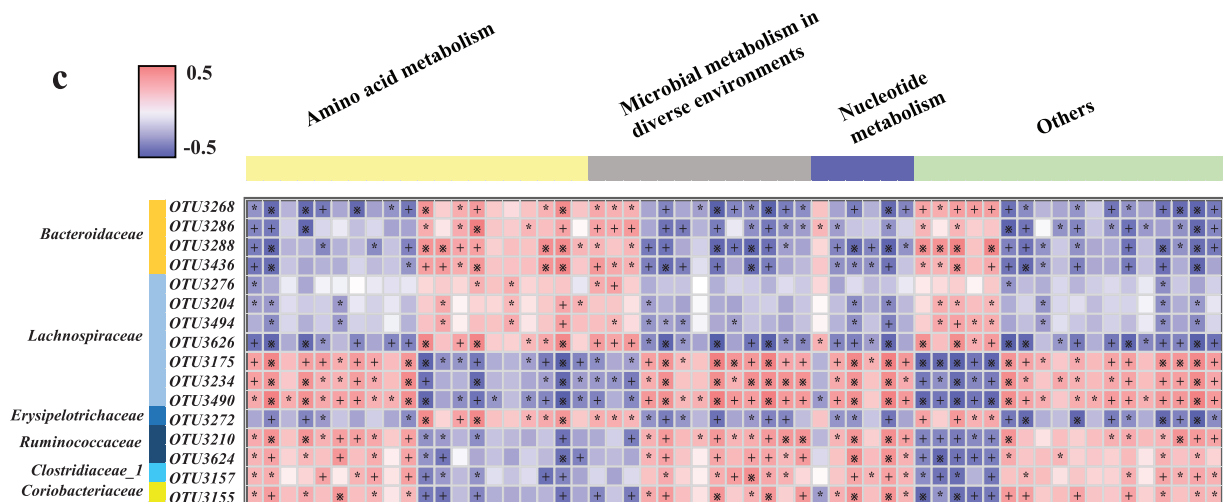 c
0.5
-0.5
Amino acid metabolism
Microbial metabolism in
diverse environments
Nucleotide
metabolism
Others
Bacteroidaceae
OTU3268
OTU3286
OTU3288
OTU3436
Lachnospiraceae
OTU3276
OTU3204
OTU3494
OTU3626
OTU3175
OTU3234
OTU3490
Erysipelotrichaceae
OTU3272
Ruminococcaceae
OTU3210
OTU3624
Clostridiaceae_1
OTU3157
Coriobacteriaceae
OTU3155